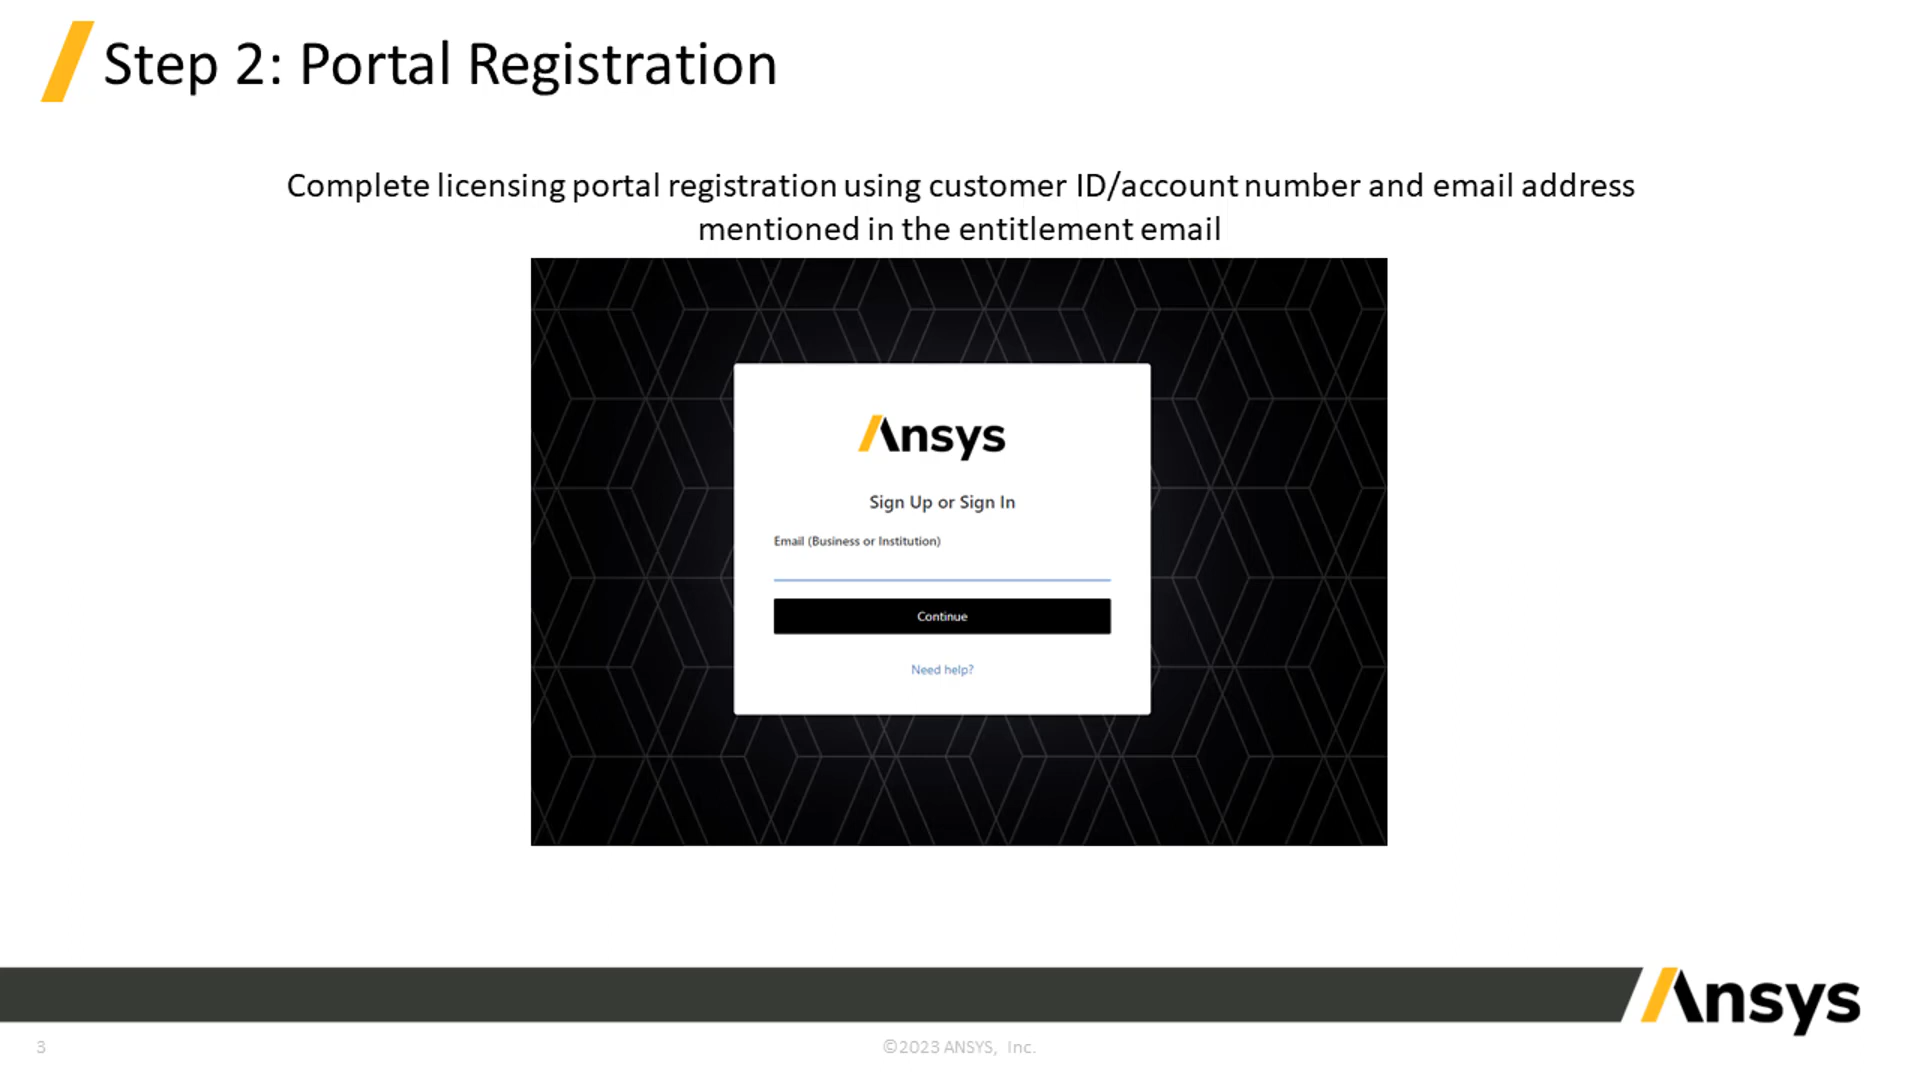 Step 2: Portal Registration
Complete licensing portal registration using customer ID/account number and email address
mentioned in the entitlement email
Ansys
Sign Up or Sign In
Email (Business or Institution)
Continue
Need help?
Ansys
3
©2023 ANSYS, Inc.